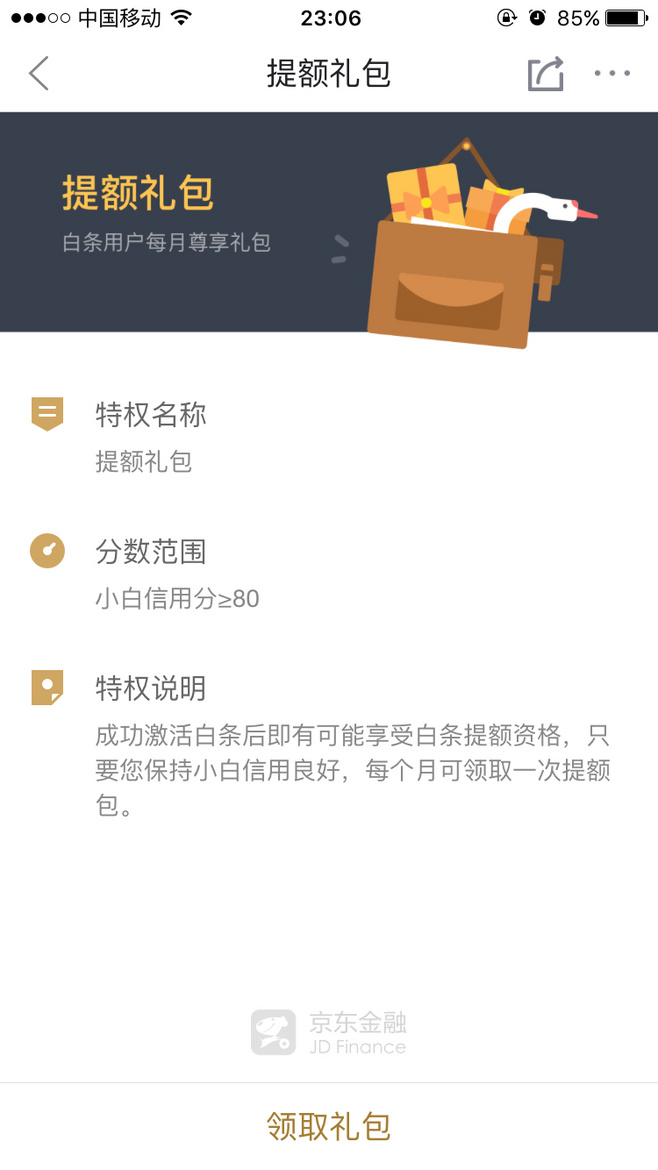 中国移动 23:06 85%
提额礼包
提额礼包
白条用户每月尊享礼包
特权名称
提额礼包
分数范围
小白信用分≥80
特权说明
成功激活白条后即有可能享受白条提额资格，只
要您保持小白信用良好，每个月可领取一次提额
包。
京东金融
JD Finance
领取礼包